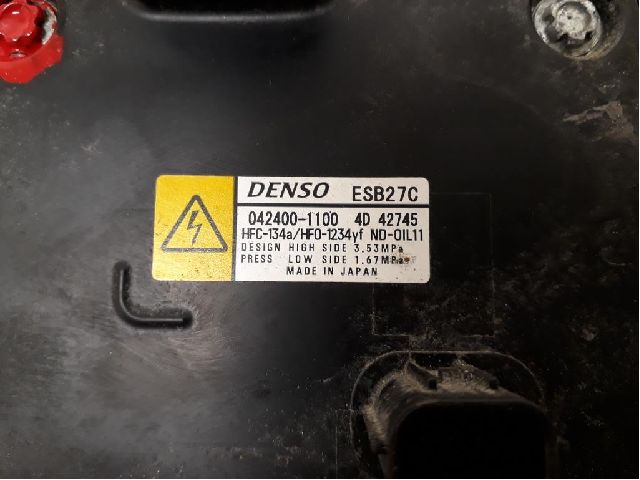 DENSO ESB27C
042400-1100 4D 42745
HFC-134a/HFO-1234yf ND-OIL11
DESIGN HIGH SIDE 3.53MPa
PRESS LOW SIDE 1.67MPa
MADE IN JAPAN